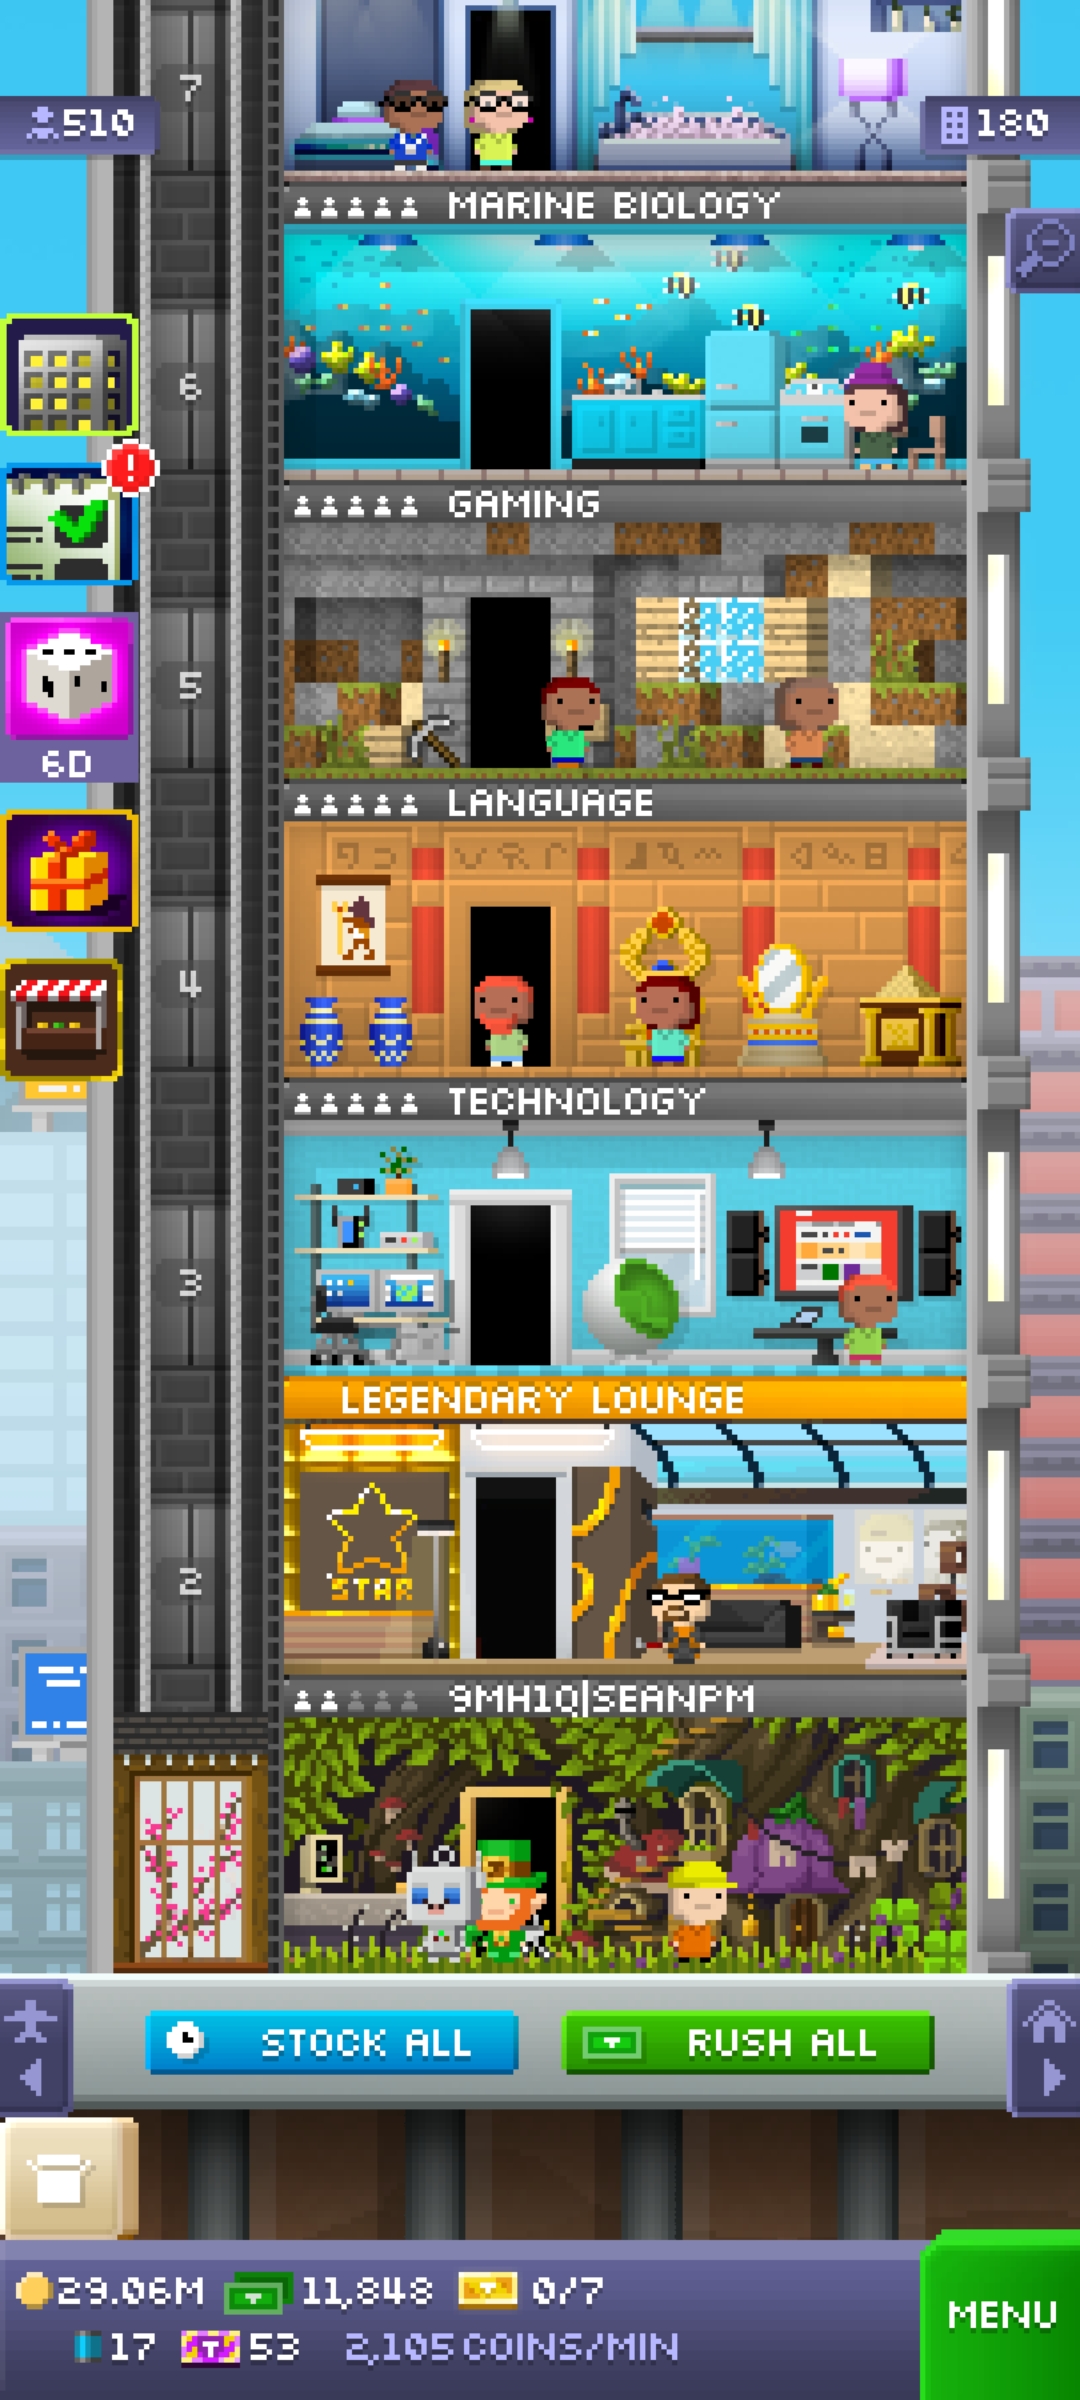 7
510
180
MARINE BIOLOGY
6
GAMING
5
6D
LANGUAGE
4
TECHNOLOGY
3
LEGENDARY LOUNGE
STAR
2
9MH1Q|SEANPM
STOCK ALL
RUSH ALL
29.06M 11,848 0/7
17 53 2,105 COINS/MIN
MENU